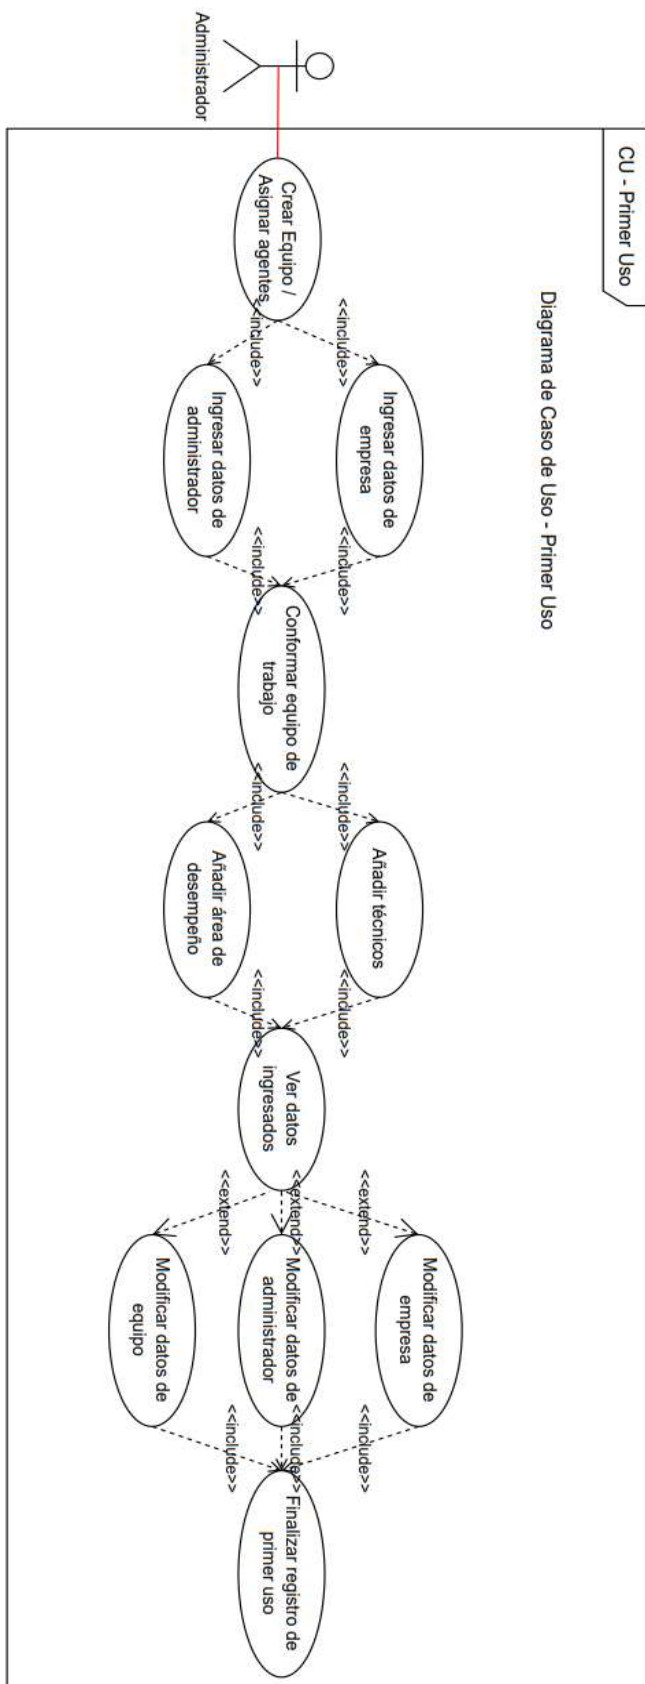 CU - Primer Uso
Diagrama de Caso de Uso - Primer Uso
Administrador
Crear Equipo /
Asignar agentes
<<include>>
<<include>>
Ingresar datos de
empresa
Ingresar datos de
administrador
<<include>>
<<include>>
Conformar equipo de
trabajo
<<include>>
<<include>>
Añadir técnicos
Añadir área de
desempeño
<<include>>
<<include>>
Ver datos
ingresados
<<extend>>
<<extend>>
<<extend>>
Modificar datos de
empresa
Modificar datos de
administrador
Modificar datos de
equipo
<<include>>
<<include>>
<<include>>
Finalizar registro de
primer uso